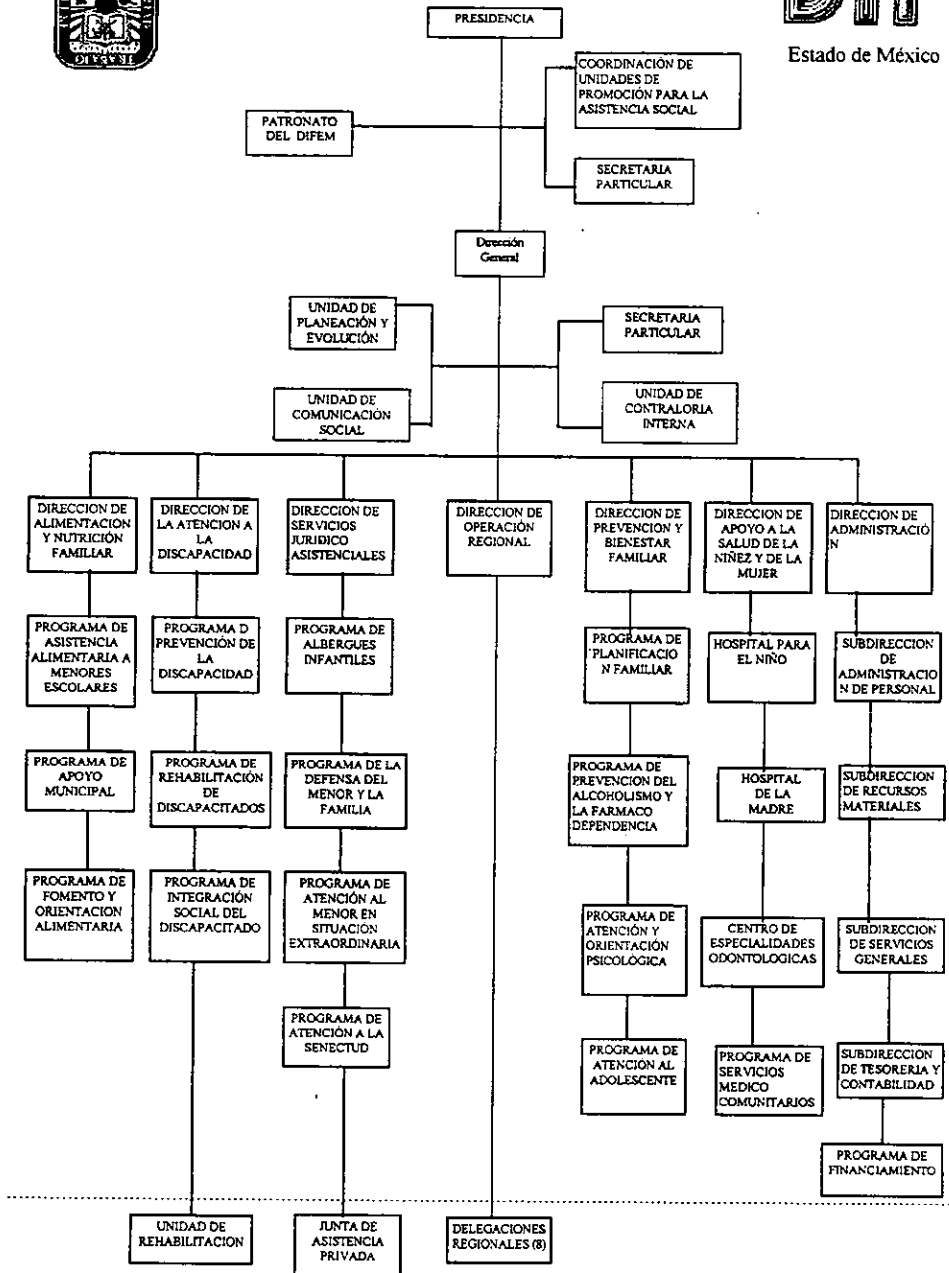 PRESIDENCIA
DIF
Estado de México
TRABAJO
COORDINACIÓN DE
UNIDADES DE
PROMOCIÓN PARA LA
ASISTENCIA SOCIAL
PATRONATO
DEL DIFEM
SECRETARIA
PARTICULAR
Dirección
General
UNIDAD DE
PLANEACIÓN Y
EVOLUCIÓN
SECRETARIA
PARTICULAR
UNIDAD DE
COMUNICACIÓN
SOCIAL
UNIDAD DE
CONTRALORIA
INTERNA
DIRECCION DE
ALIMENTACION
Y NUTRICIÓN
FAMILIAR
DIRECCIÓN DE
LA ATENCION A
LA
DISCAPACIDAD
DIRECCION DE
SERVICIOS
JURIDICO
ASISTENCIALES
DIRECCION DE
OPERACIÓN
REGIONAL
DIRECCION DE
PREVENCION Y
BIENESTAR
FAMILIAR
DIRECCION DE
APOYO A LA
SALUD DE LA
NIÑEZ Y DE LA
MUJER
DIRECCION DE
ADMINISTRACIÓ
N
PROGRAMA DE
ASISTENCIA
ALIMENTARIA A
MENORES
ESCOLARES
PROGRAMA D
PREVENCIÓN DE
LA
DISCAPACIDAD
PROGRAMA DE
ALBERGUES
INFANTILES
PROGRAMA DE
PLANIFICACIO
N FAMILIAR
HOSPITAL PARA
EL NIÑO
SUBDIRECCION
DE
ADMINISTRACIO
N DE PERSONAL
PROGRAMA DE
APOYO
MUNICIPAL
PROGRAMA DE
REHABILITACIÓN
DE
DISCAPACITADOS
PROGRAMA DE LA
DEFENSA DEL
MENOR Y LA
FAMILIA
PROGRAMA DE
PREVENCION DEL
ALCOHOLISMO Y
LA FARMACO
DEPENDENCIA
HOSPITAL
DE LA
MADRE
SUBDIRECCION
DE RECURSOS
MATERIALES
PROGRAMA DE
FOMENTO Y
ORIENTACION
ALIMENTARIA
PROGRAMA DE
INTEGRACIÓN
SOCIAL DEL
DISCAPACITADO
PROGRAMA DE
ATENCIÓN AL
MENOR EN
SITUACIÓN
EXTRAORDINARIA
PROGRAMA DE
ATENCIÓN Y
ORIENTACIÓN
PSICOLÓGICA
CENTRO DE
ESPECIALIDADES
ODONTOLOGICAS
SUBDIRECCION
DE SERVICIOS
GENERALES
PROGRAMA DE
ATENCIÓN A LA
SENECTUD
PROGRAMA DE
ATENCIÓN AL
ADOLESCENTE
PROGRAMA DE
SERVICIOS
MEDICO
COMUNITARIOS
SUBDIRECCION
DE TESORERIA Y
CONTABILIDAD
PROGRAMA DE
FINANCIAMIENTO
UNIDAD DE
REHABILITACION
JUNTA DE
ASISTENCIA
PRIVADA
DELEGACIONES
REGIONALES (8)